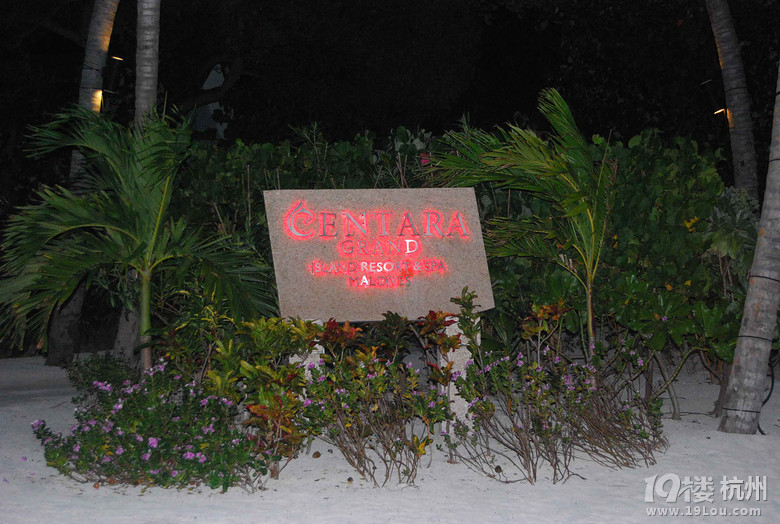 CENTARA
GRAND
ISLAND RESORT & SPA
MALDIVES
19楼 杭州
www.19Lou.com